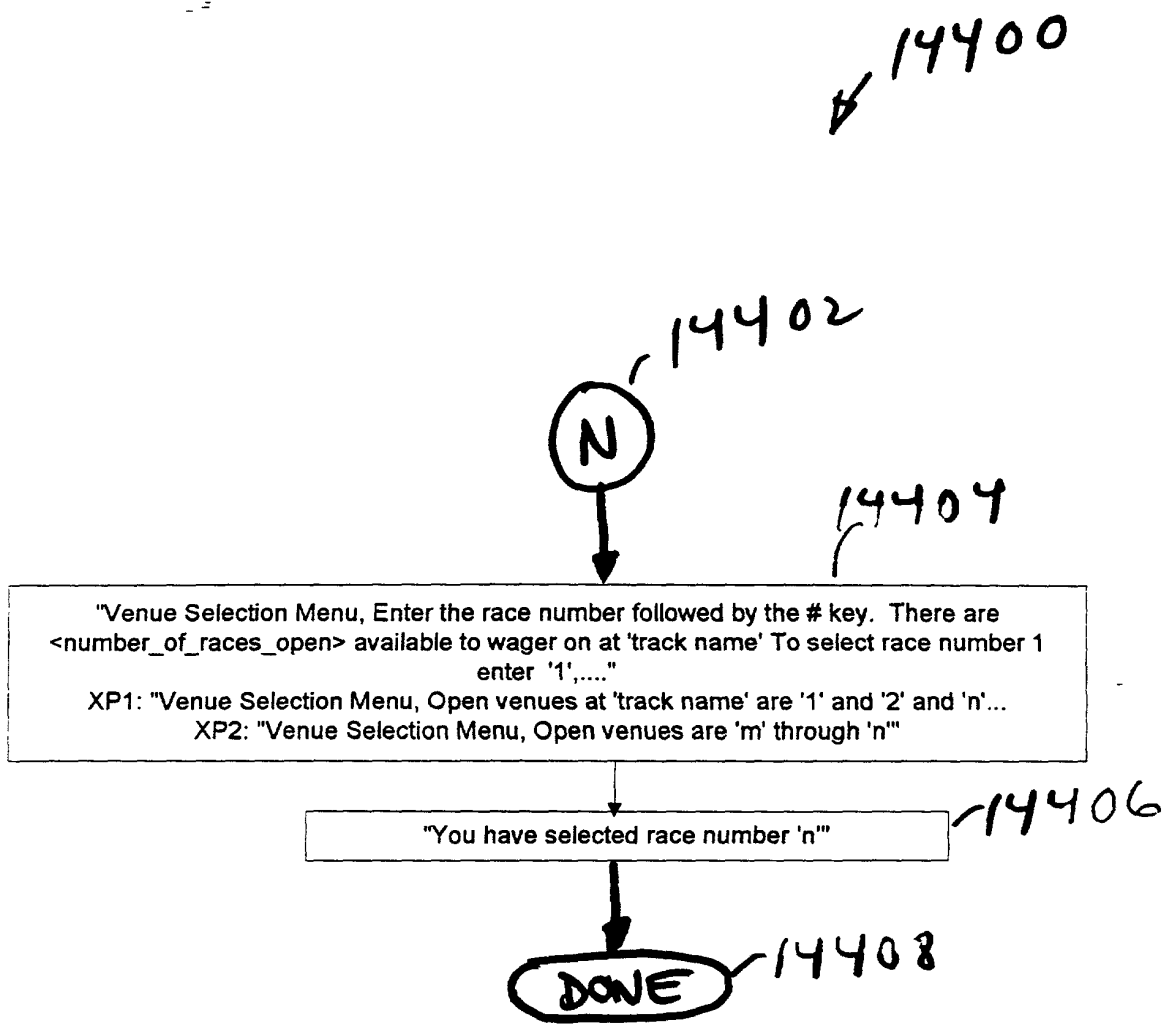 14400
14402
N
14404
"Venue Selection Menu, Enter the race number followed by the # key.  There are
<number_of_races_open> available to wager on at 'track name' To select race number 1
enter  '1',...."
XP1: "Venue Selection Menu, Open venues at 'track name' are '1' and '2' and 'n'...
XP2: "Venue Selection Menu, Open venues are 'm' through 'n'"
14406
"You have selected race number 'n'"
14408
DONE